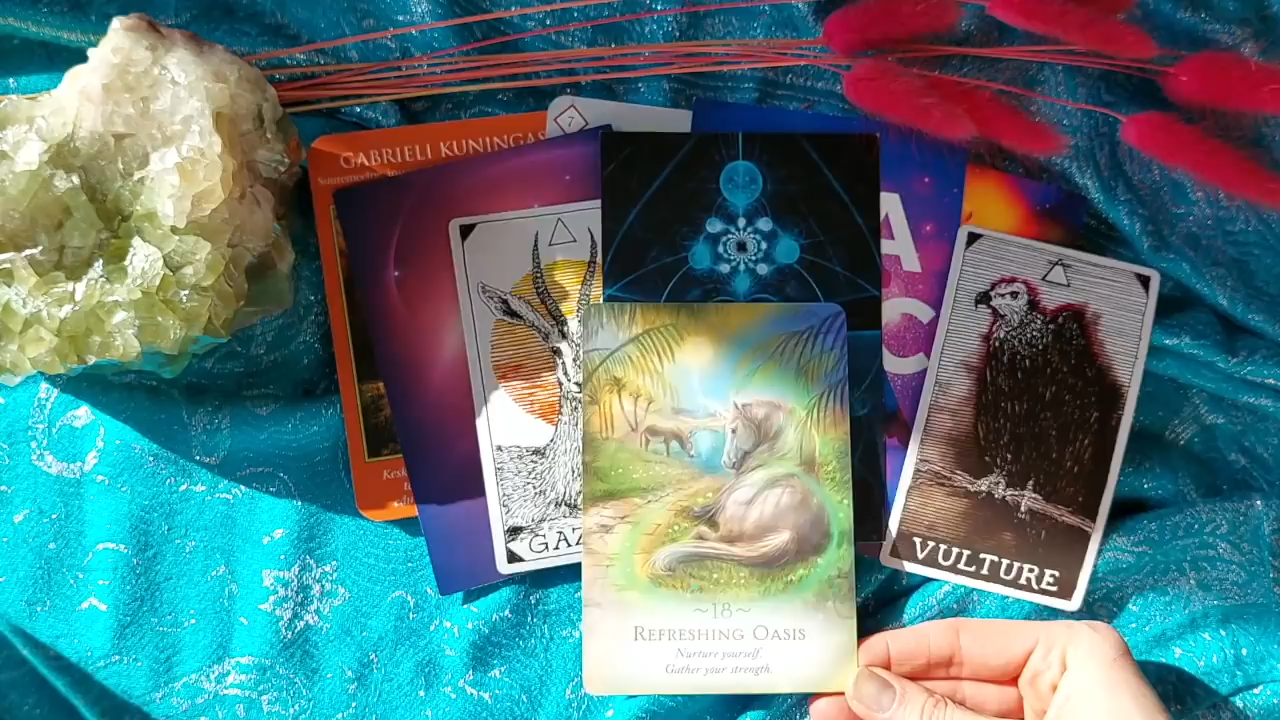 GABRIELI KUNINGAS
7
A
C
GAZ
VULTURE
~18~
REFRESHING OASIS
Nurture yourself.
Gather your strength.